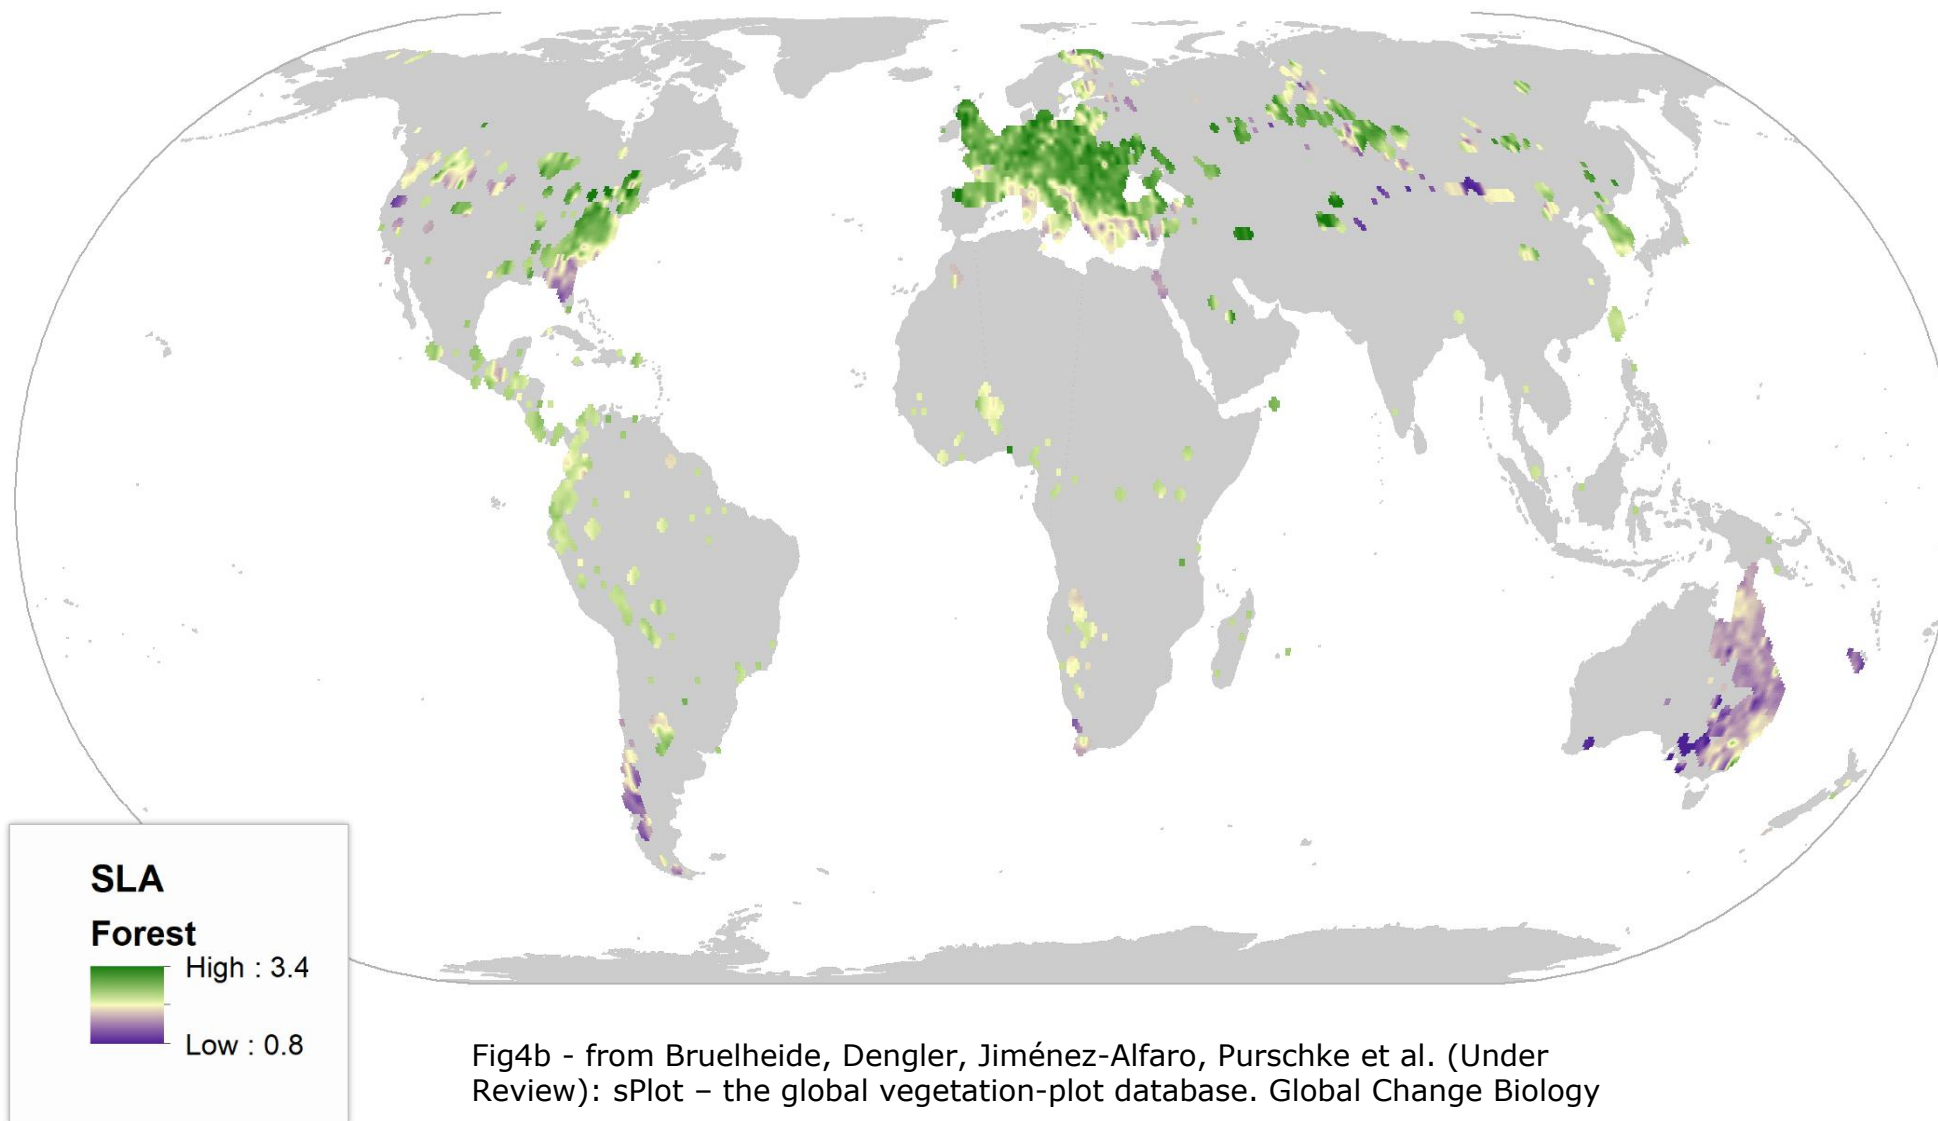 SLA
Forest
High : 3.4
Low : 0.8
Fig4b - from Bruelheide, Dengler, Jiménez-Alfaro, Purschke et al. (Under
Review): sPlot – the global vegetation-plot database. Global Change Biology